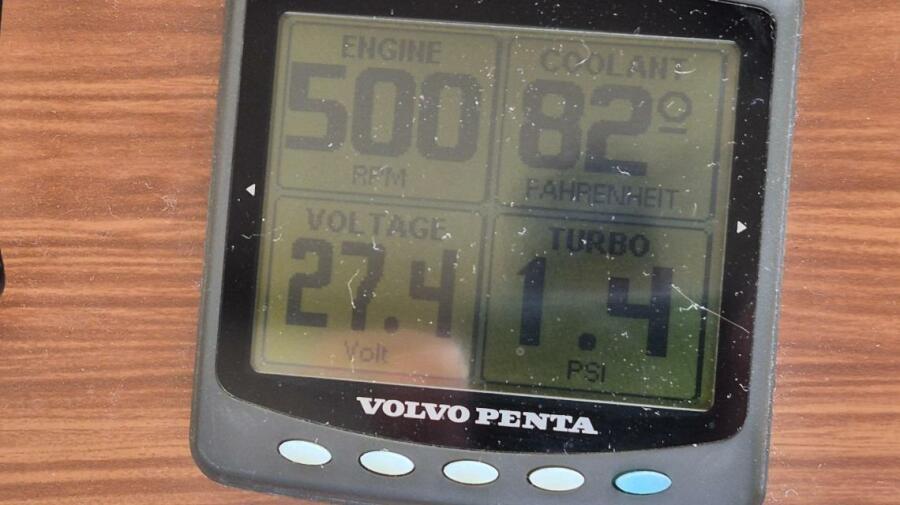 ENGINE
500
RPM
COOLANT
82°
FAHRENHEIT
VOLTAGE
27.4
Volt
TURBO
1.4
PSI
VOLVO PENTA